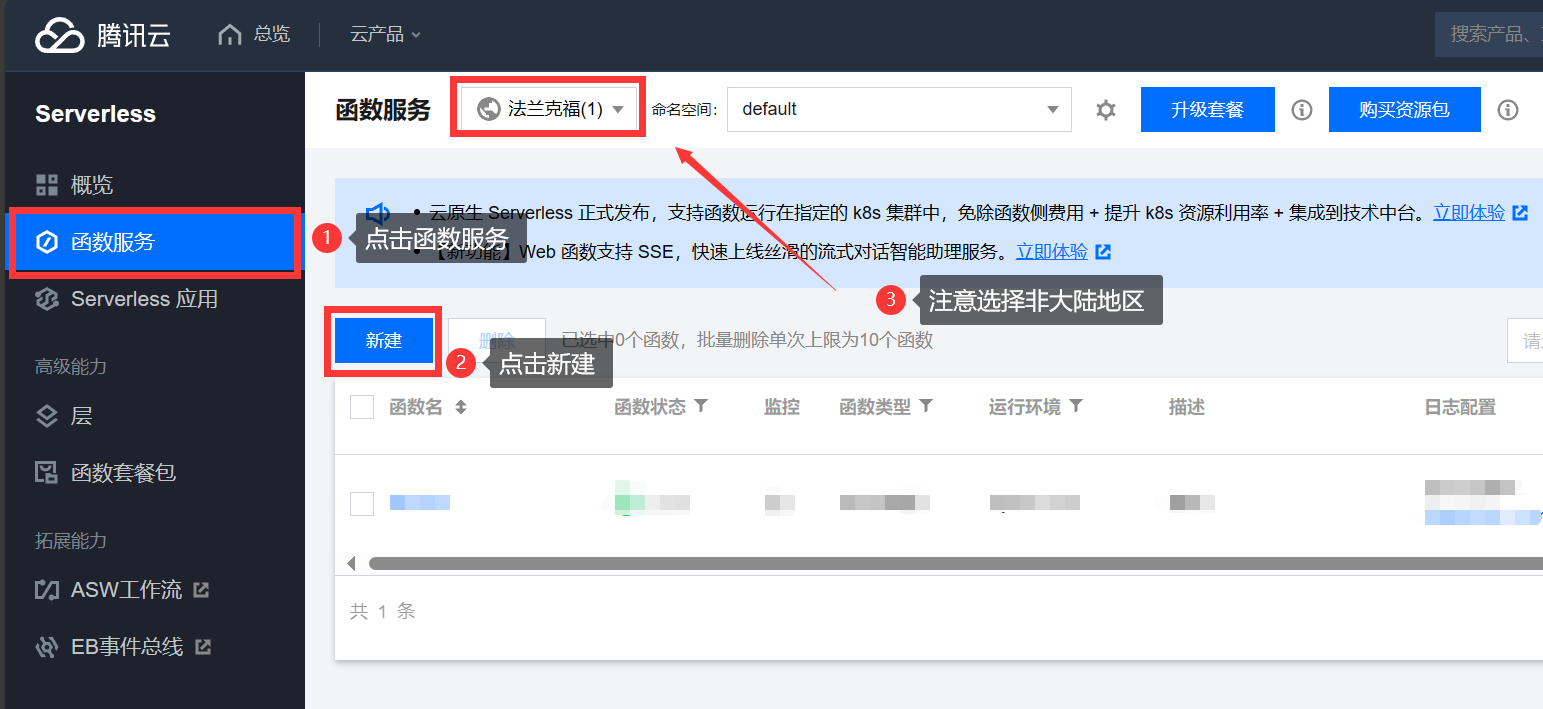 腾讯云 总览 云产品 搜索产品、
Serverless
函数服务 法兰克福(1) 命名空间: default 升级套餐 购买资源包
概览
函数服务
Serverless 应用
高级能力
层
函数套餐包
拓展能力
ASW工作流
EB事件总线
• 云原生 Serverless 正式发布，支持函数运行在指定的 k8s 集群中，免除函数侧费用 + 提升 k8s 资源利用率 + 集成到技术中台。立即体验
1 点击函数服务
• 【新功能】Web 函数支持 SSE，快速上线丝滑的流式对话智能助理服务。立即体验
3 注意选择非大陆地区
新建 删除 已选中0个函数，批量删除单次上限为10个函数
2 点击新建
函数名 函数状态 监控 函数类型 运行环境 描述 日志配置
共 1 条